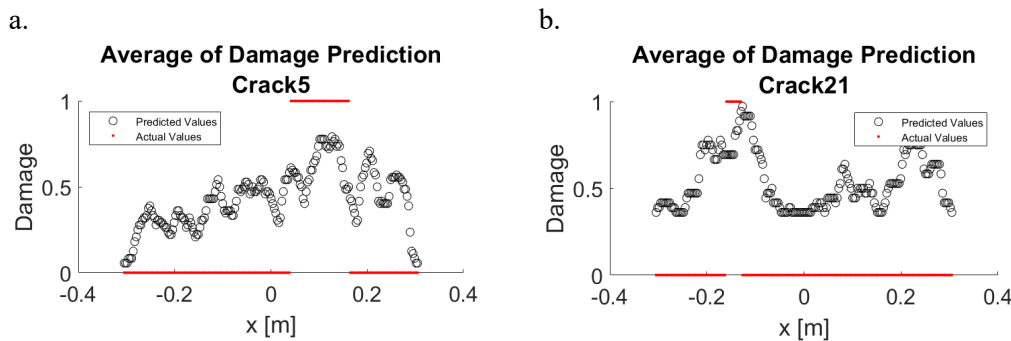 a.
Average of Damage Prediction
Crack5
1
Predicted Values
Actual Values
Damage
0.5
0
-0.4
-0.2
0
0.2
0.4
x [m]
b.
Average of Damage Prediction
Crack21
1
Predicted Values
Actual Values
Damage
0.5
0
-0.4
-0.2
0
0.2
0.4
x [m]